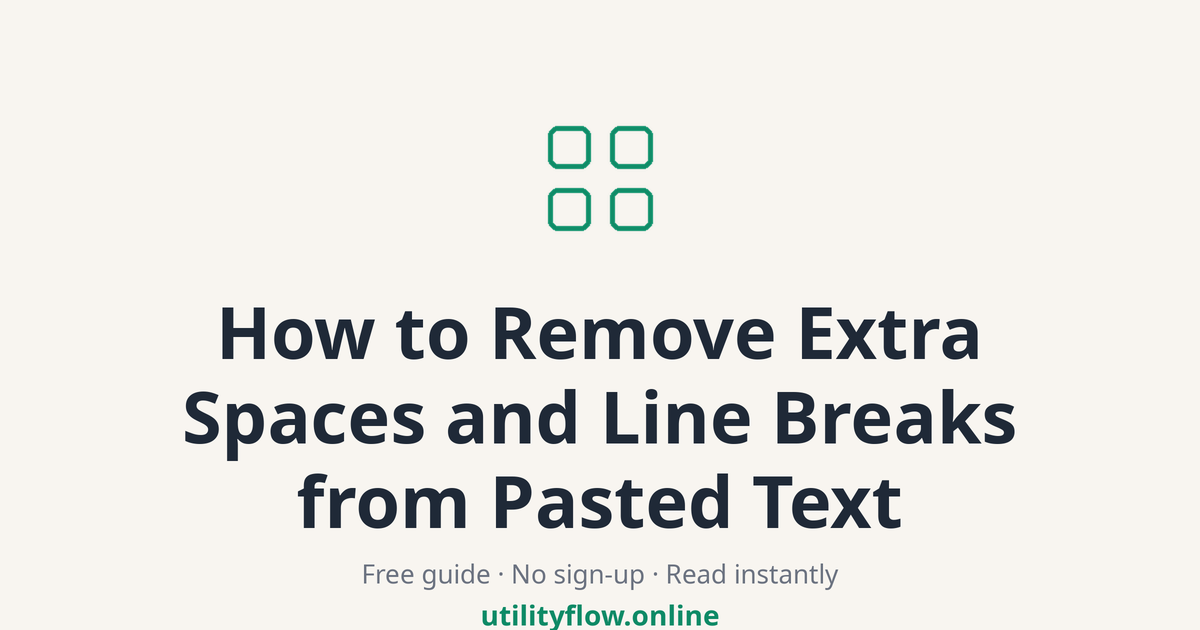 How to Remove Extra
Spaces and Line Breaks
from Pasted Text
Free guide · No sign-up · Read instantly
utilityflow.online